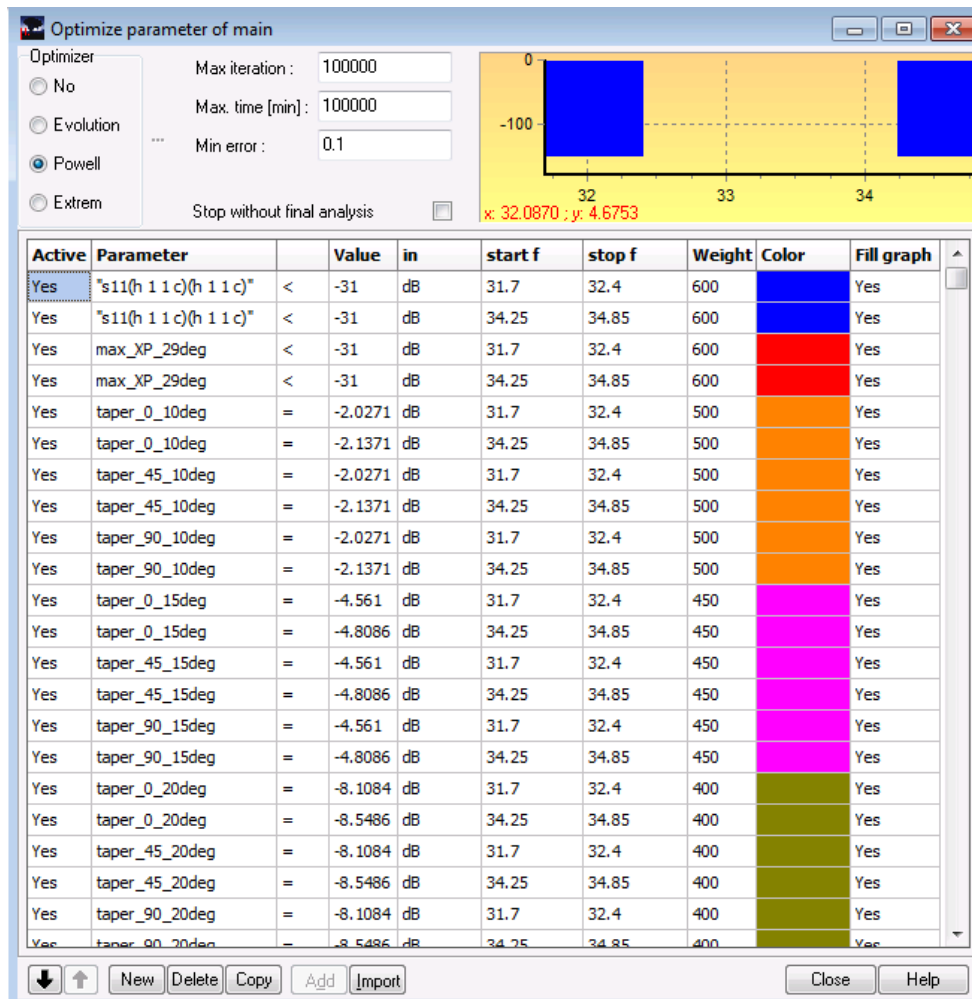 Optimize parameter of main
Optimizer
No
Evolution
Powell
Extrem
...
Max iteration : 100000
Max. time [min] : 100000
Min error : 0.1
Stop without final analysis
0
-100
32 33 34
x: 32.0870 ; y: 4.6753
Active Parameter Value in start f stop f Weight Color Fill graph
Yes "s11(h 1 1 c)(h 1 1 c)" < -31 dB 31.7 32.4 600 Yes
Yes "s11(h 1 1 c)(h 1 1 c)" < -31 dB 34.25 34.85 600 Yes
Yes max_XP_29deg < -31 dB 31.7 32.4 600 Yes
Yes max_XP_29deg < -31 dB 34.25 34.85 600 Yes
Yes taper_0_10deg = -2.0271 dB 31.7 32.4 500 Yes
Yes taper_0_10deg = -2.1371 dB 34.25 34.85 500 Yes
Yes taper_45_10deg = -2.0271 dB 31.7 32.4 500 Yes
Yes taper_45_10deg = -2.1371 dB 34.25 34.85 500 Yes
Yes taper_90_10deg = -2.0271 dB 31.7 32.4 500 Yes
Yes taper_90_10deg = -2.1371 dB 34.25 34.85 500 Yes
Yes taper_0_15deg = -4.561 dB 31.7 32.4 450 Yes
Yes taper_0_15deg = -4.8086 dB 34.25 34.85 450 Yes
Yes taper_45_15deg = -4.561 dB 31.7 32.4 450 Yes
Yes taper_45_15deg = -4.8086 dB 34.25 34.85 450 Yes
Yes taper_90_15deg = -4.561 dB 31.7 32.4 450 Yes
Yes taper_90_15deg = -4.8086 dB 34.25 34.85 450 Yes
Yes taper_0_20deg = -8.1084 dB 31.7 32.4 400 Yes
Yes taper_0_20deg = -8.5486 dB 34.25 34.85 400 Yes
Yes taper_45_20deg = -8.1084 dB 31.7 32.4 400 Yes
Yes taper_45_20deg = -8.5486 dB 34.25 34.85 400 Yes
Yes taper_90_20deg = -8.1084 dB 31.7 32.4 400 Yes
Yes taper_90_20deg = -8.5486 dB 34.25 34.85 400 Yes
New Delete Copy Add Import Close Help